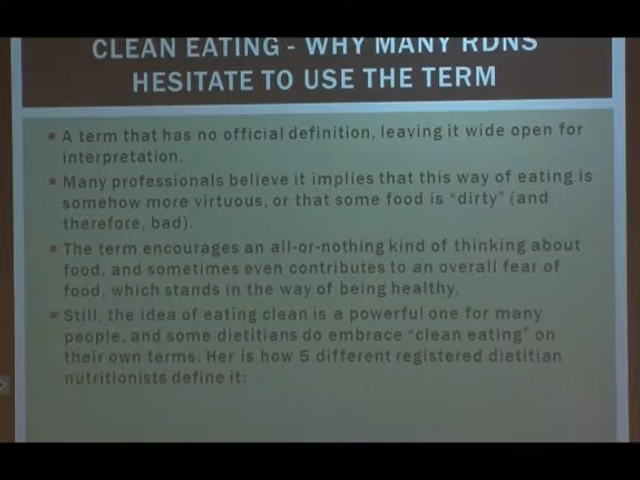 CLEAN EATING - WHY MANY RDNS
HESITATE TO USE THE TERM
▪ A term that has no official definition, leaving it wide open for
interpretation.
▪ Many professionals believe it implies that this way of eating is
somehow more virtuous, or that some food is "dirty" (and
therefore, bad).
▪ The term encourages an all-or-nothing kind of thinking about
food, and sometimes even contributes to an overall fear of
food, which stands in the way of being healthy.
▪ Still, the idea of eating clean is a powerful one for many
people, and some dietitians do embrace "clean eating" on
their own terms. Her is how 5 different registered dietitian
nutritionists define it: